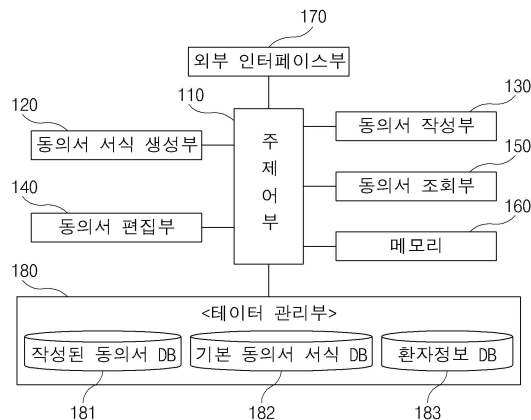 170
외부 인터페이스부
110
120
130
주제어부
동의서 서식 생성부
동의서 작성부
150
동의서 조회부
140
160
동의서 편집부
메모리
180
<테이터 관리부>
작성된 동의서 DB
기본 동의서 서식 DB
환자정보 DB
181
182
183